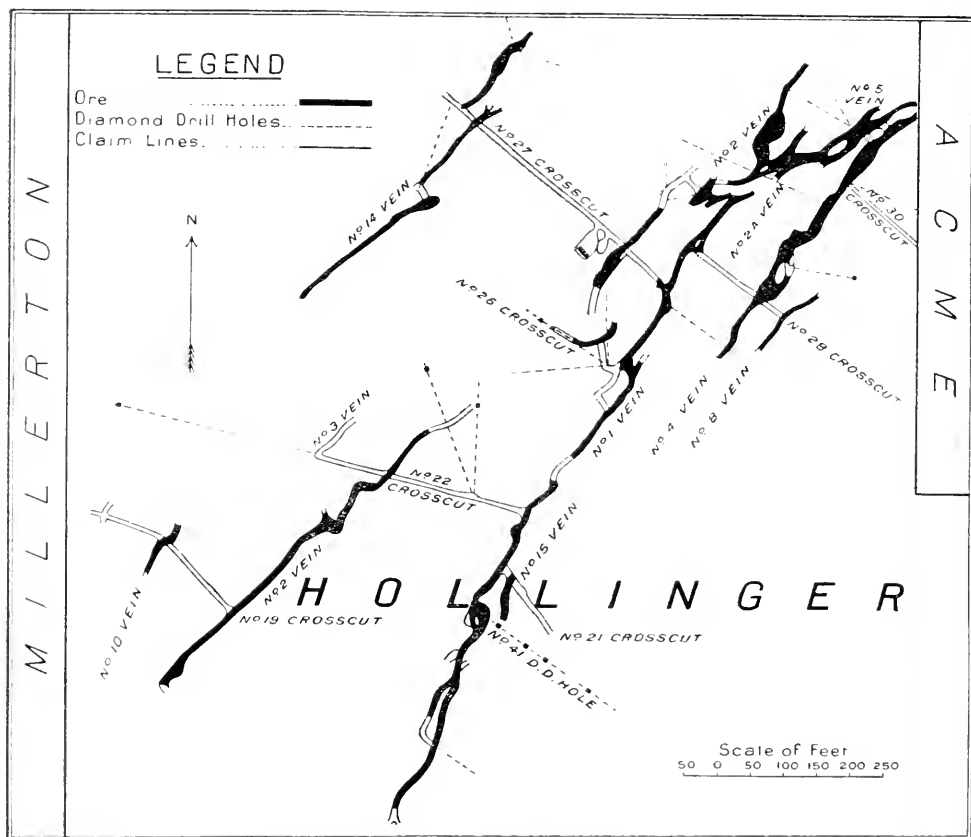 LEGEND
Ore
Diamond Drill Holes
Claim Lines
MILLERTON
ACME
HOLLINGER
N
Nº 14 VEIN
Nº 27 CROSSCUT
Nº 2 VEIN
Nº 5
VEIN
Nº 2A VEIN
Nº 30
CROSSCUT
Nº 26 CROSSCUT
Nº 28 CROSSCUT
Nº 1 VEIN
Nº 4 VEIN
Nº 8 VEIN
Nº 3 VEIN
Nº 22
CROSSCUT
Nº 15 VEIN
Nº 2 VEIN
Nº 10 VEIN
Nº 19 CROSSCUT
Nº 21 CROSSCUT
Nº 41 D.D. HOLE
Scale of Feet
50 0 50 100 150 200 250